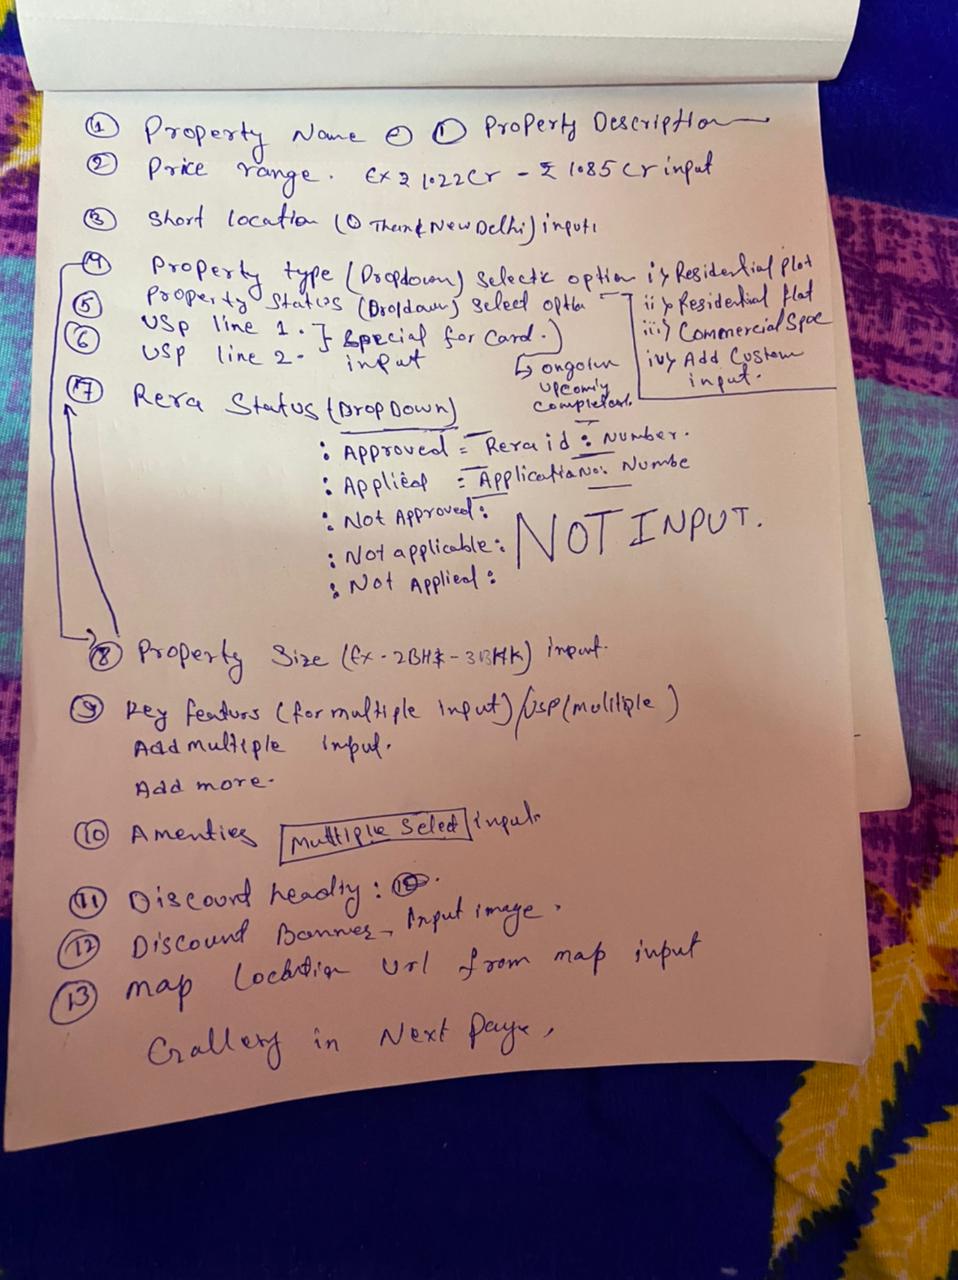 ① Property Name ② ① Property Description
② Price range. Ex ₹ 1.22 Cr - ₹ 1.85 Cr input
③ Short location ( New Delhi) input
④ Property type (Dropdown) Select option i> Residential Plot
ii> Residential flat
iii> Commercial Spac
iv> Add Custom
input.
⑤ Property Status (Dropdown) Select option
⑥ USP line 1. } Special for Card.
USP line 2. input
ongoing
upcoming
completed.
⑦ Rera Status (Drop Down)
: Approved = Rera id : Number.
: Applied = Application No: Numbe
: Not Approved :
: Not applicable : NOT INPUT.
: Not Applied :
⑧ Property Size (Ex - 2BHK - 3BHK) input.
⑨ Key featurs (for multiple input) / USP (multiple)
Add multiple input.
Add more.
⑩ Amenties Multiple Select input.
⑪ Discount heading :
⑫ Discount Banner - Input image.
⑬ map location Url from map input
Gallery in Next Page,